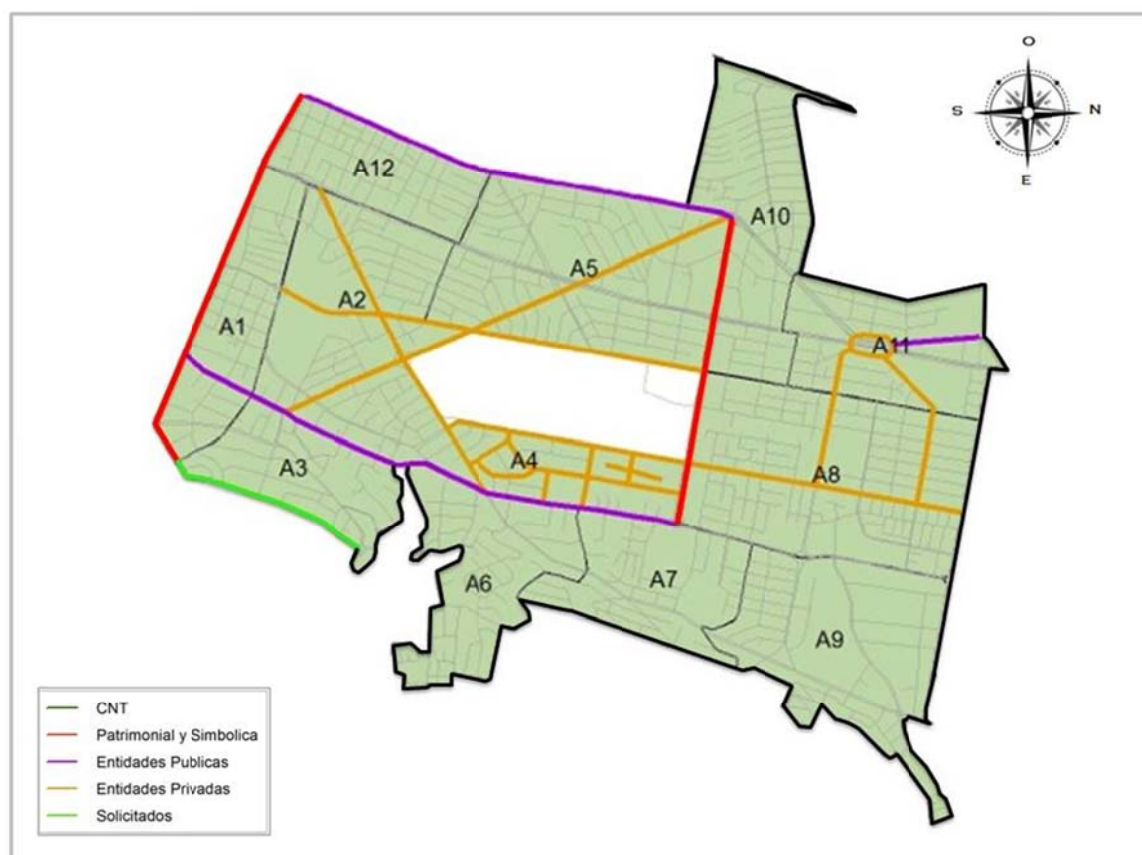 O
S
N
E
A12
A10
A5
A2
A1
A11
A3
A4
A8
A7
A6
A9
CNT
Patrimonial y Simbolica
Entidades Publicas
Entidades Privadas
Solicitados